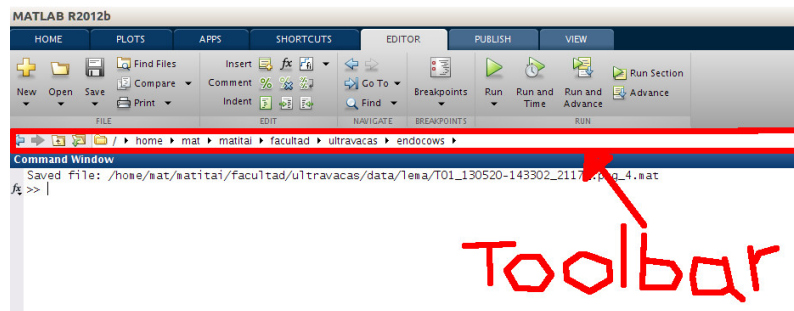 MATLAB R2012b
HOME PLOTS APPS SHORTCUTS EDITOR PUBLISH VIEW
New Open Save Find Files Compare Print Insert fx Comment % Indent Go To Find Breakpoints Run Run and Time Run and Advance Run Section Advance
FILE EDIT NAVIGATE BREAKPOINTS RUN
/ home mat matitai facultad ultravacas endocows
Command Window
Saved file: /home/mat/matitai/facultad/ultravacas/data/lema/T01_130520-143302_
fx >>
Toolbar